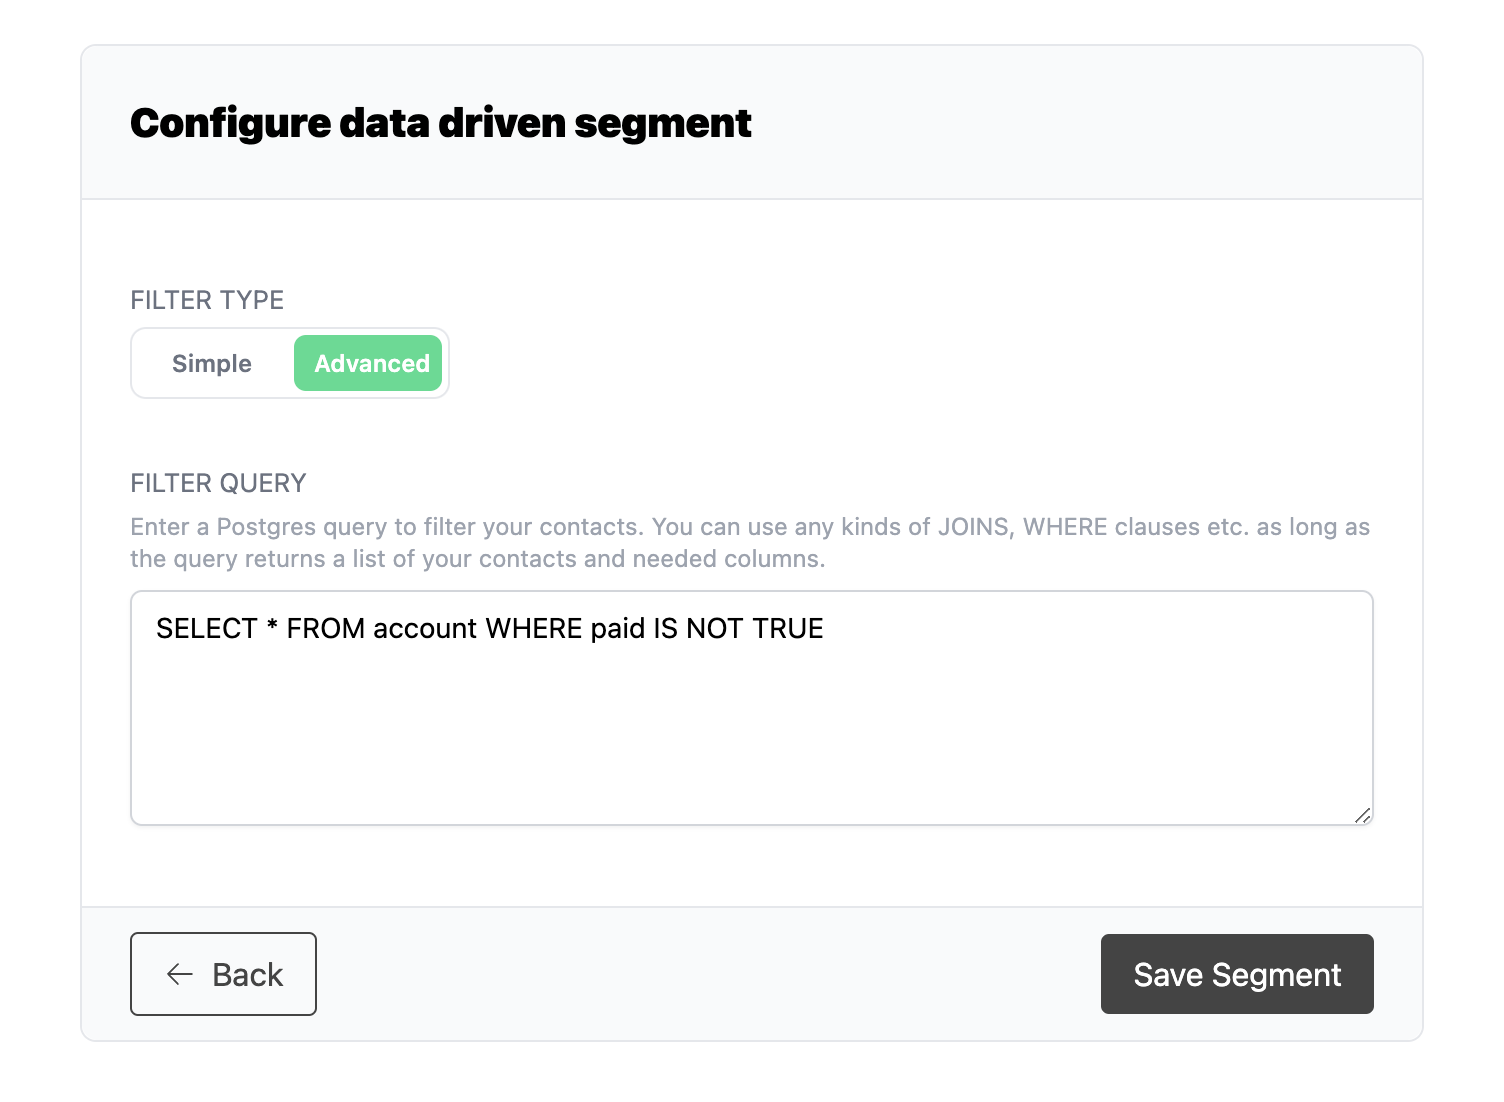 Configure data driven segment
FILTER TYPE
Simple Advanced
FILTER QUERY
Enter a Postgres query to filter your contacts. You can use any kinds of JOINS, WHERE clauses etc. as long as
the query returns a list of your contacts and needed columns.
SELECT * FROM account WHERE paid IS NOT TRUE
← Back Save Segment